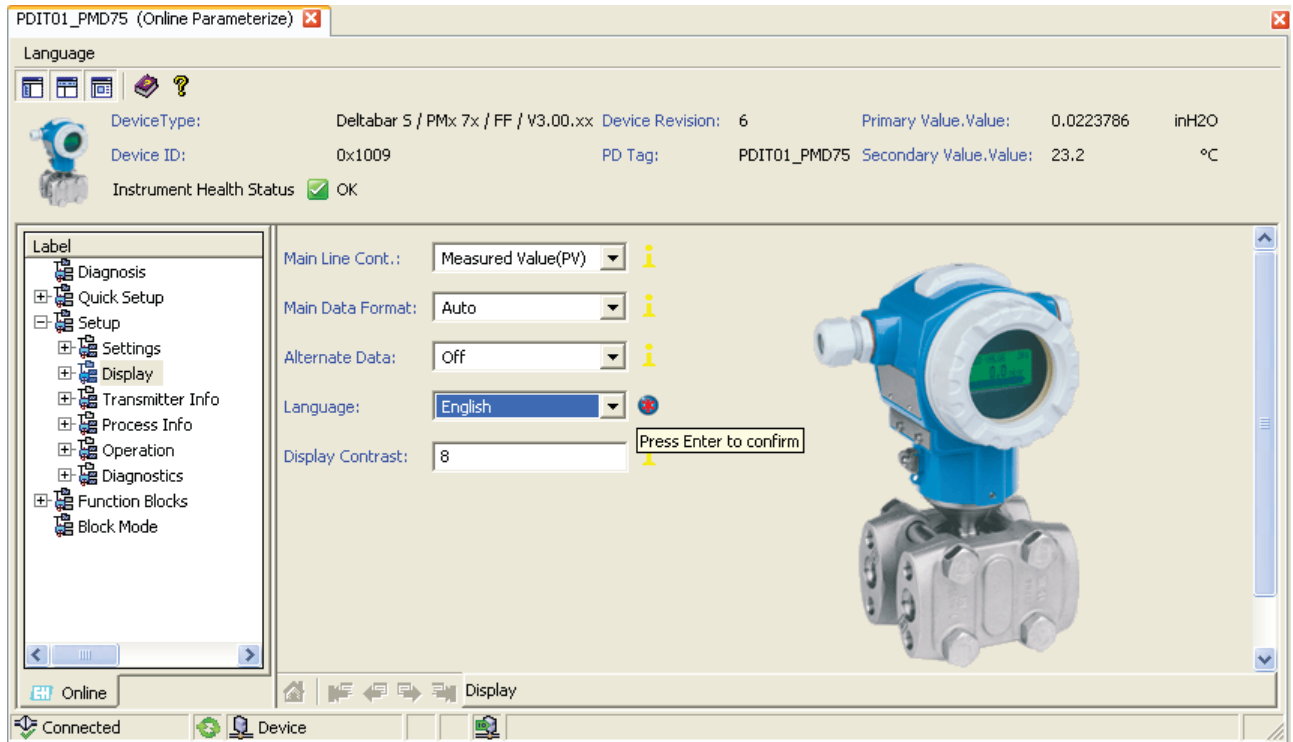 PDIT01_PMD75 (Online Parameterize)
Language
DeviceType: Deltabar S / PMx 7x / FF / V3.00.xx Device Revision: 6 Primary Value.Value: 0.0223786 inH2O
Device ID: 0x1009 PD Tag: PDIT01_PMD75 Secondary Value.Value: 23.2 °C
Instrument Health Status OK
Label
Diagnosis
Quick Setup
Setup
Settings
Display
Transmitter Info
Process Info
Operation
Diagnostics
Function Blocks
Block Mode
Main Line Cont.: Measured Value(PV)
Main Data Format: Auto
Alternate Data: Off
Language: English
Press Enter to confirm
Display Contrast: 8
Online
Display
Connected Device